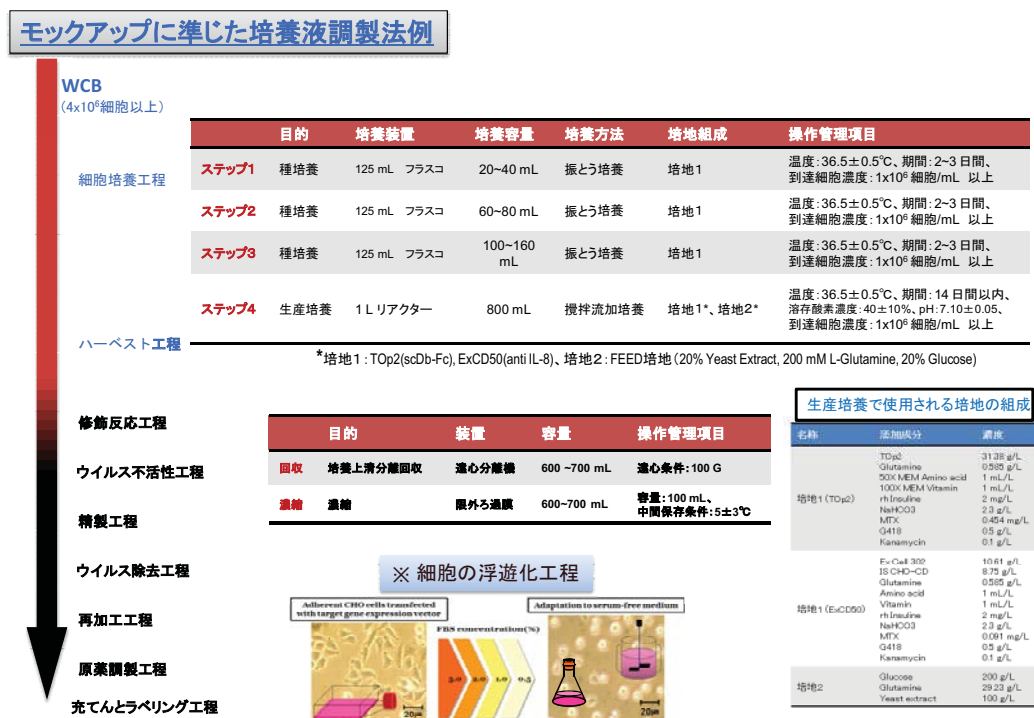 モックアップに準じた培養液調製法例
WCB
(4x10⁶細胞以上)
細胞培養工程
ハーベスト工程
修飾反応工程
ウイルス不活性工程
精製工程
ウイルス除去工程
再加工工程
原薬調製工程
充てんとラベリング工程
目的 培養装置 培養容量 培養方法 培地組成 操作管理項目
ステップ1 種培養 125 mL フラスコ 20~40 mL 振とう培養 培地1 温度:36.5±0.5℃、期間:2~3 日間、
到達細胞濃度:1x10⁶ 細胞/mL 以上
ステップ2 種培養 125 mL フラスコ 60~80 mL 振とう培養 培地1 温度:36.5±0.5℃、期間:2~3 日間、
到達細胞濃度:1x10⁶ 細胞/mL 以上
ステップ3 種培養 125 mL フラスコ 100~160 mL 振とう培養 培地1 温度:36.5±0.5℃、期間:2~3 日間、
到達細胞濃度:1x10⁶ 細胞/mL 以上
ステップ4 生産培養 1 L リアクター 800 mL 攪拌流加培養 培地1*、培地2* 温度:36.5±0.5℃、期間:14 日間以内、
溶存酸素濃度:40±10%、pH:7.10±0.05、
到達細胞濃度:1x10⁶ 細胞/mL 以上
*培地1:TOp2(scDb-Fc), ExCD50(anti IL-8)、培地2:FEED培地(20% Yeast Extract, 200 mM L-Glutamine, 20% Glucose)
目的 装置 容量 操作管理項目
回収 培養上清分離回収 遠心分離機 600 ~700 mL 遠心条件:100 G
濃縮 濃縮 限外ろ過膜 600~700 mL 容量:100 mL、
中間保存条件:5±3℃
※ 細胞の浮遊化工程
Adherent CHO cells transfected
with target gene expression vector
FBS concentration(%)
5.0 2.0 1.0 0.5
Adaptation to serum-free medium
20μm
20μm
生産培養で使用される培地の組成
名称 添加成分 濃度
培地1 (TOp2)
TOp2 31.38 g/L
Glutamine 0.585 g/L
50X MEM Amino acid 1 mL/L
100X MEM Vitamin 1 mL/L
rh Insuline 2 mg/L
NaHCO3 2.3 g/L
MTX 0.454 mg/L
G418 0.5 g/L
Kanamycin 0.1 g/L
培地1 (ExCD50)
Ex-Cell 302 10.61 g/L
IS CHO-CD 8.75 g/L
Glutamine 0.585 g/L
Amino acid 1 mL/L
Vitamin 1 mL/L
rh Insuline 2 mg/L
NaHCO3 2.3 g/L
MTX 0.091 mg/L
G418 0.5 g/L
Kanamycin 0.1 g/L
培地2
Glucose 200 g/L
Glutamine 29.23 g/L
Yeast extract 100 g/L